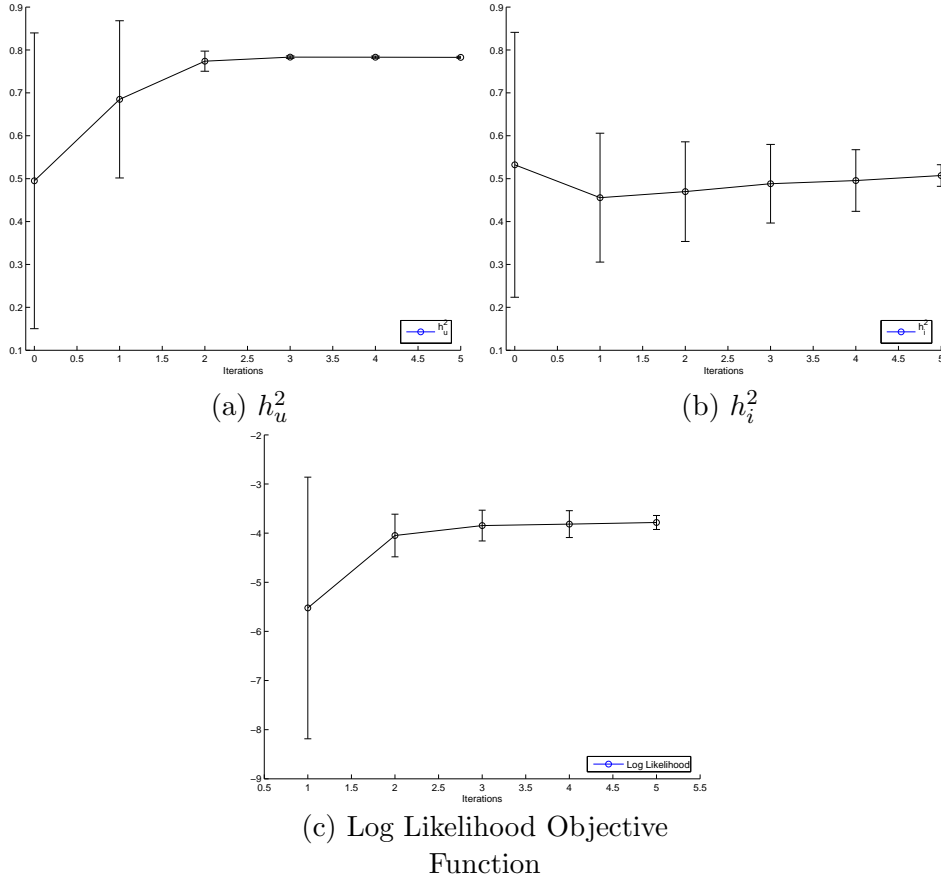 0.9
0.8
0.7
0.6
0.5
0.4
0.3
0.2
0.1
0 0.5 1 1.5 2 2.5 3 3.5 4 4.5 5
Iterations
h_u^2
(a) h_u^2
0.9
0.8
0.7
0.6
0.5
0.4
0.3
0.2
0.1
0 0.5 1 1.5 2 2.5 3 3.5 4 4.5 5
Iterations
h_i^2
(b) h_i^2
−2
−3
−4
−5
−6
−7
−8
−9
0.5 1 1.5 2 2.5 3 3.5 4 4.5 5 5.5
Iterations
Log Likelihood
(c) Log Likelihood Objective
Function